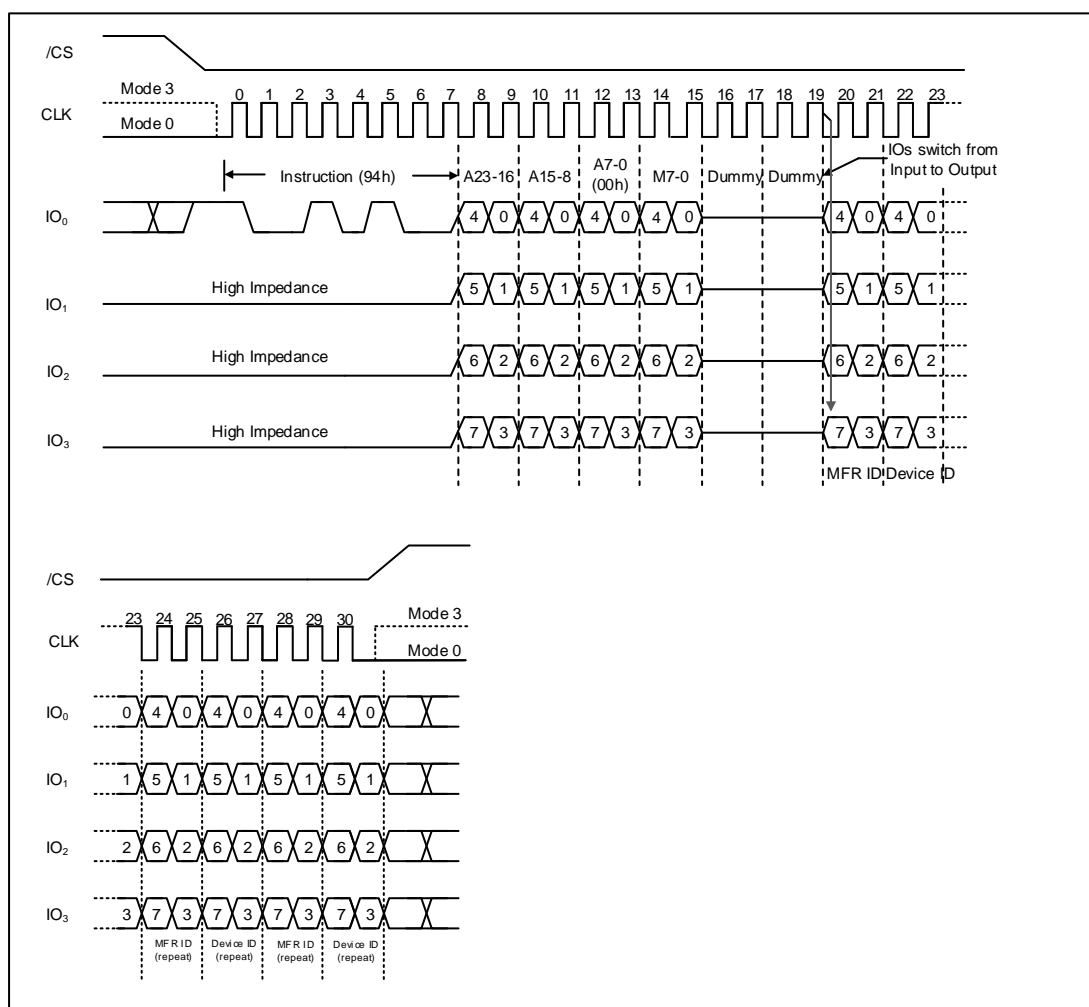 /CS
Mode 3
0 1 2 3 4 5 6 7 8 9 10 11 12 13 14 15 16 17 18 19 20 21 22 23
CLK
Mode 0
IOs switch from
Input to Output
Instruction (94h) A23-16 A15-8 A7-0 (00h) M7-0 Dummy Dummy
IO₀ 4 0 4 0 4 0 4 0 4 0 4 0
High Impedance
IO₁ 5 1 5 1 5 1 5 1 5 1 5 1
High Impedance
IO₂ 6 2 6 2 6 2 6 2 6 2 6 2
High Impedance
IO₃ 7 3 7 3 7 3 7 3 7 3 7 3
MFR ID Device ID
/CS
23 24 25 26 27 28 29 30
Mode 3
CLK
Mode 0
IO₀ 0 4 0 4 0 4 0 4 0
IO₁ 1 5 1 5 1 5 1 5 1
IO₂ 2 6 2 6 2 6 2 6 2
IO₃ 3 7 3 7 3 7 3 7 3
MFR ID Device ID MFR ID Device ID
(repeat) (repeat) (repeat) (repeat)